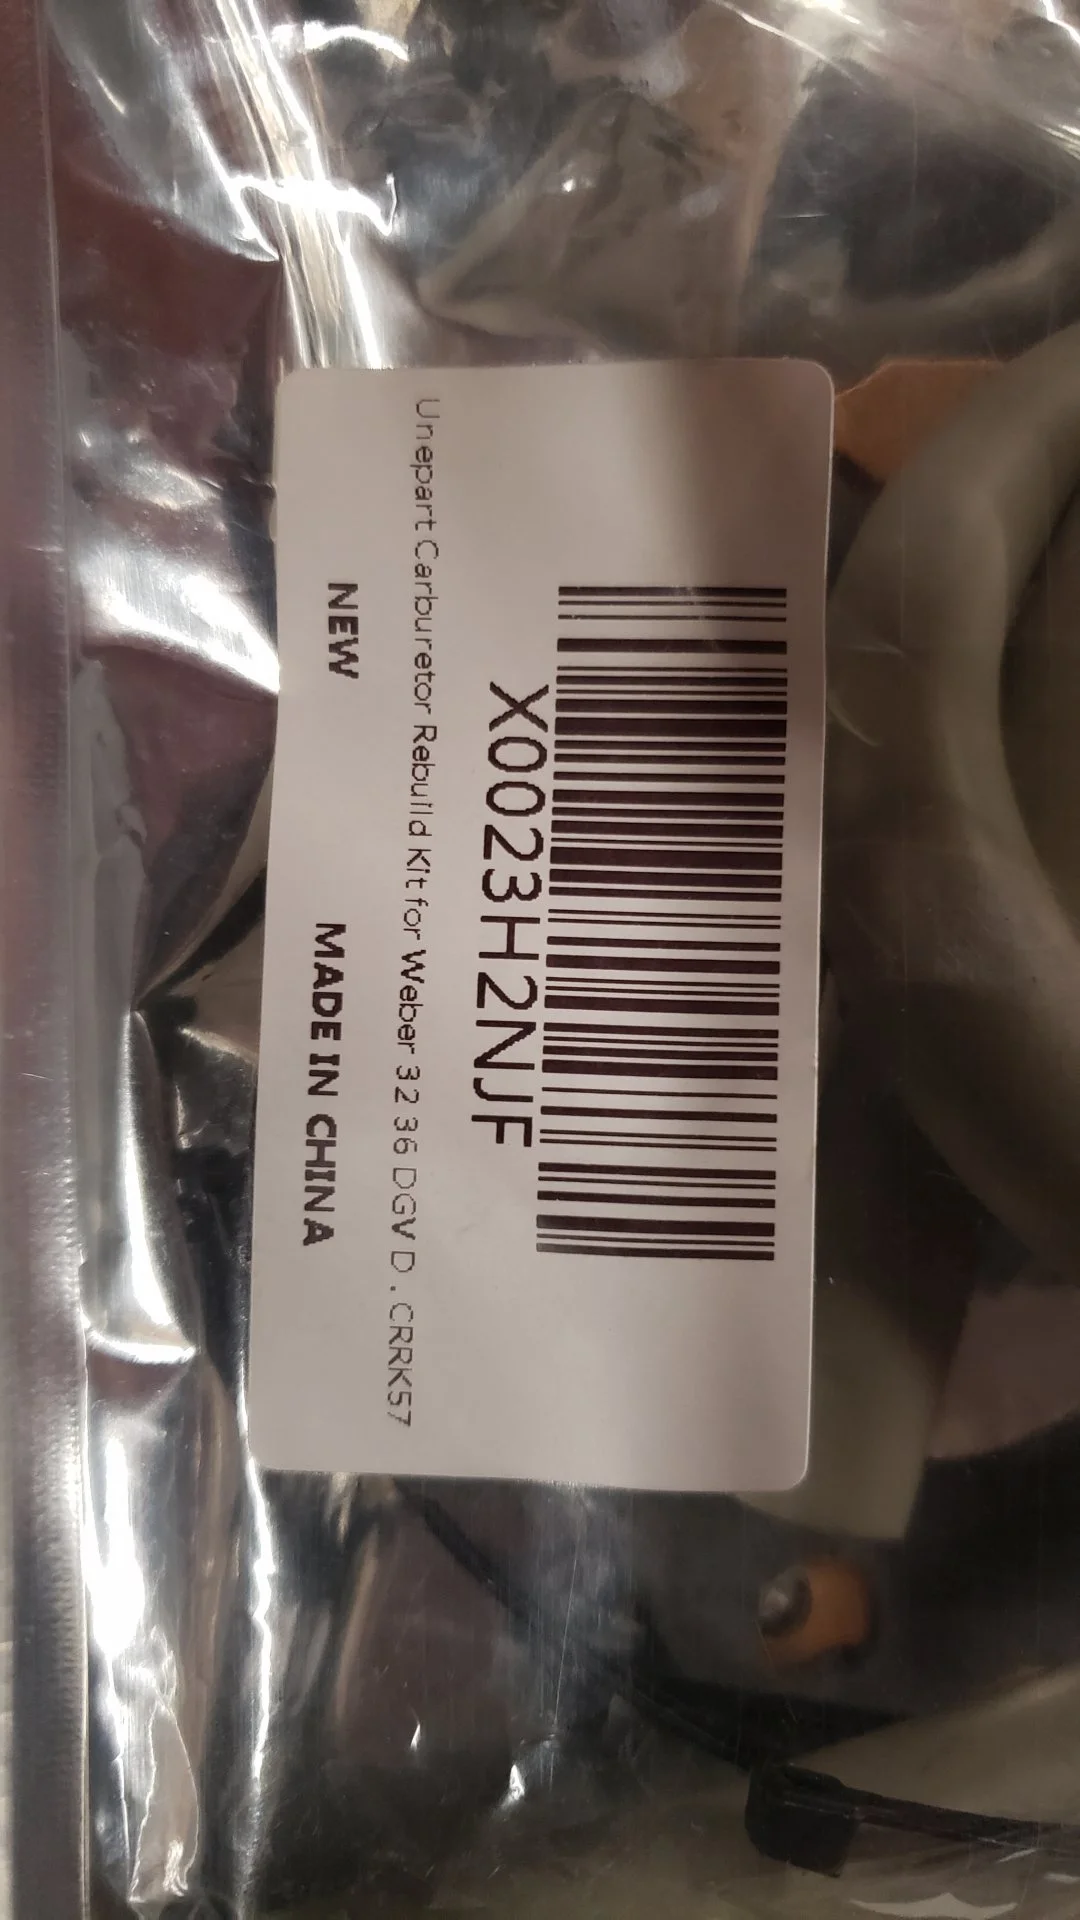 X0023H2NJF
Unepart Carburetor Rebuild Kit for Weber 32 36 DGV D . CRRK57
NEW MADE IN CHINA